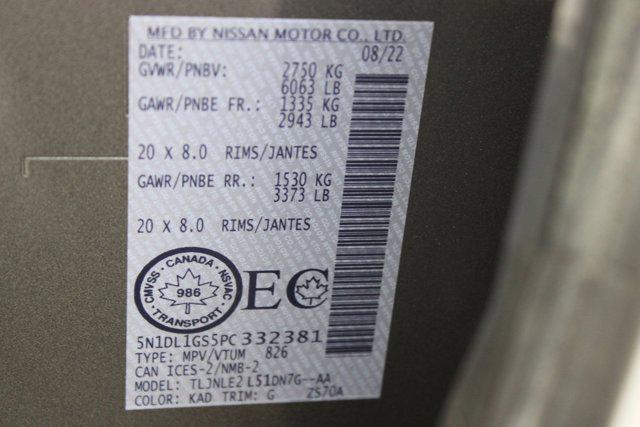 MFD BY NISSAN MOTOR CO., LTD.
DATE: 08/22
GVWR/PNBV: 2750 KG
6063 LB
GAWR/PNBE FR.: 1335 KG
2943 LB
20 X 8.0 RIMS/JANTES
GAWR/PNBE RR.: 1530 KG
3373 LB
20 X 8.0 RIMS/JANTES
CMVSS - CANADA - NSVAC
986
TRANSPORT
EC
5N1DL1GS5PC332381
TYPE: MPV/VTUM 826
CAN ICES-2/NMB-2
MODEL: TLJNLE2 L51DN7G--AA
COLOR: KAD TRIM: G ZS70A